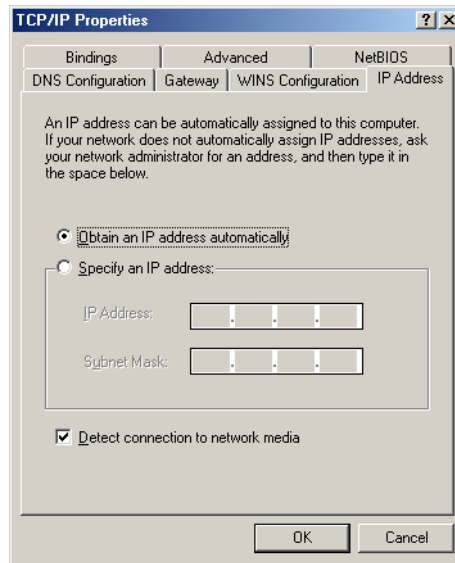 TCP/IP Properties
Bindings Advanced NetBIOS
DNS Configuration Gateway WINS Configuration IP Address
An IP address can be automatically assigned to this computer.
If your network does not automatically assign IP addresses, ask
your network administrator for an address, and then type it in
the space below.
Obtain an IP address automatically
Specify an IP address:
IP Address:
Subnet Mask:
Detect connection to network media
OK Cancel